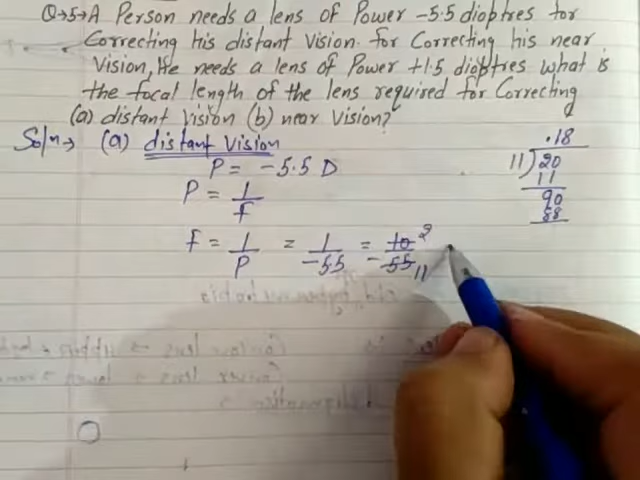 Q→5→A Person needs a lens of Power -5.5 dioptres for
Correcting his distant Vision. for Correcting his near
Vision, He needs a lens of Power +1.5 dioptres what is
the focal length of the lens required for Correcting
(a) distant Vision (b) near Vision?
Soln→ (a) distant Vision
P = -5.5 D
P = 1/f
f = 1/P = 1/-5.5 = 10/-55 2 11
.18
11)20
11
90
88